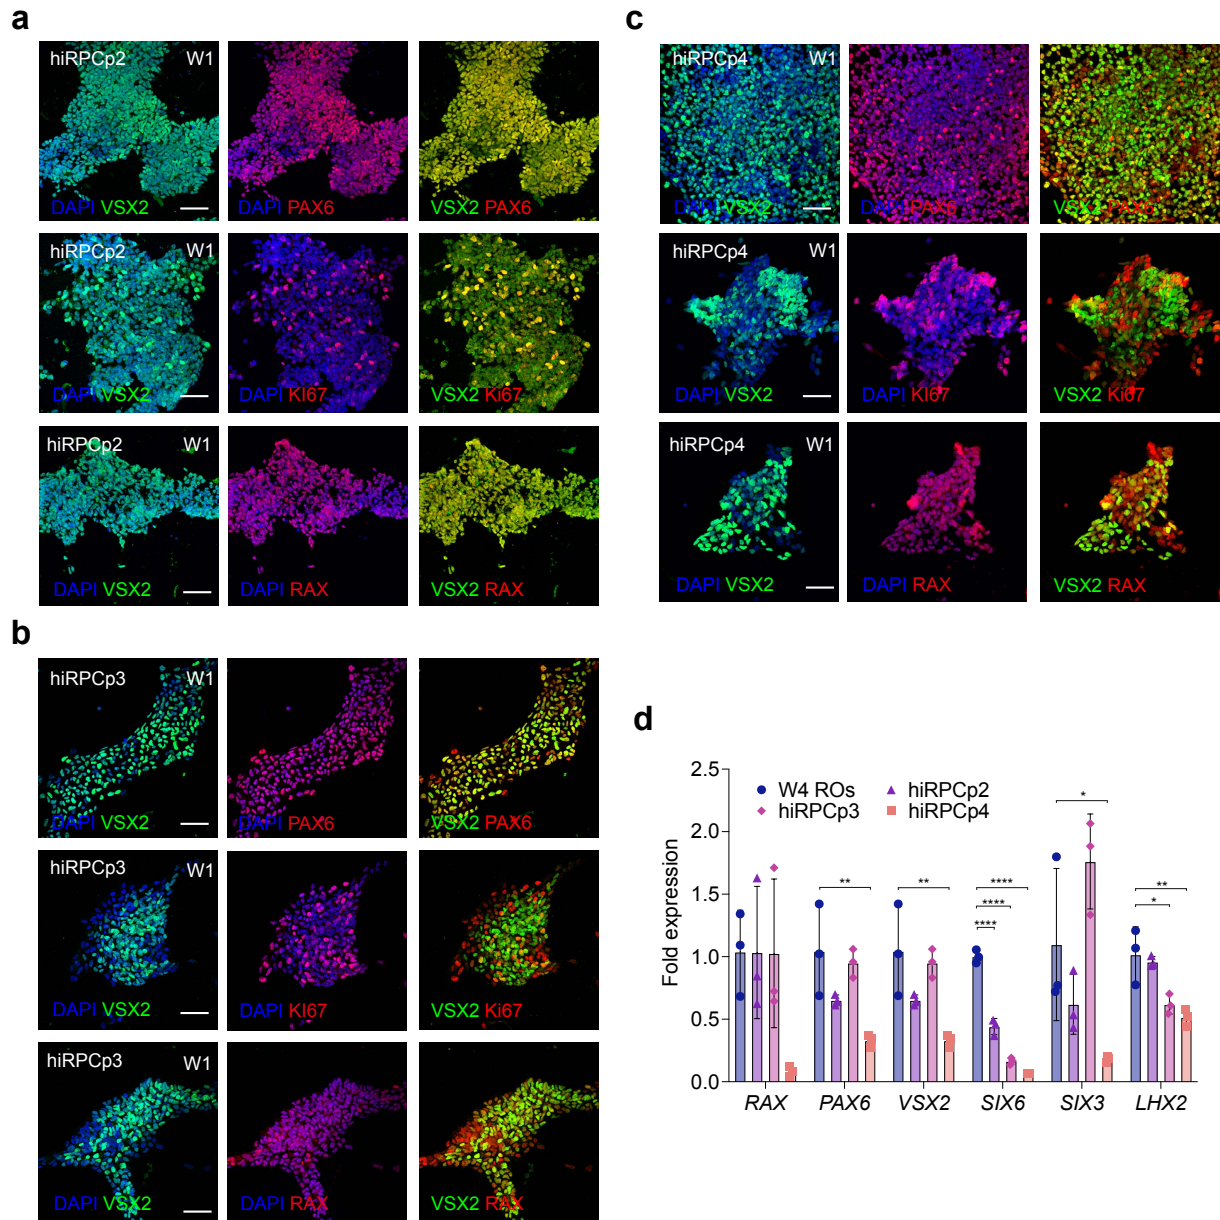 a
hiRPCp2 W1
DAPI VSX2
DAPI PAX6
VSX2 PAX6
hiRPCp2 W1
DAPI VSX2
DAPI KI67
VSX2 Ki67
hiRPCp2 W1
DAPI VSX2
DAPI RAX
VSX2 RAX
b
hiRPCp3 W1
DAPI VSX2
DAPI PAX6
VSX2 PAX6
hiRPCp3 W1
DAPI VSX2
DAPI KI67
VSX2 Ki67
hiRPCp3 W1
DAPI VSX2
DAPI RAX
VSX2 RAX
c
hiRPCp4 W1
DAPI VSX2
DAPI PAX6
VSX2 PAX6
hiRPCp4 W1
DAPI VSX2
DAPI KI67
VSX2 Ki67
hiRPCp4 W1
DAPI VSX2
DAPI RAX
VSX2 RAX
d
Fold expression
2.5
2.0
1.5
1.0
0.5
0.0
W4 ROs hiRPCp2
hiRPCp3 hiRPCp4
**
**
****
****
****
*
**
*
RAX PAX6 VSX2 SIX6 SIX3 LHX2